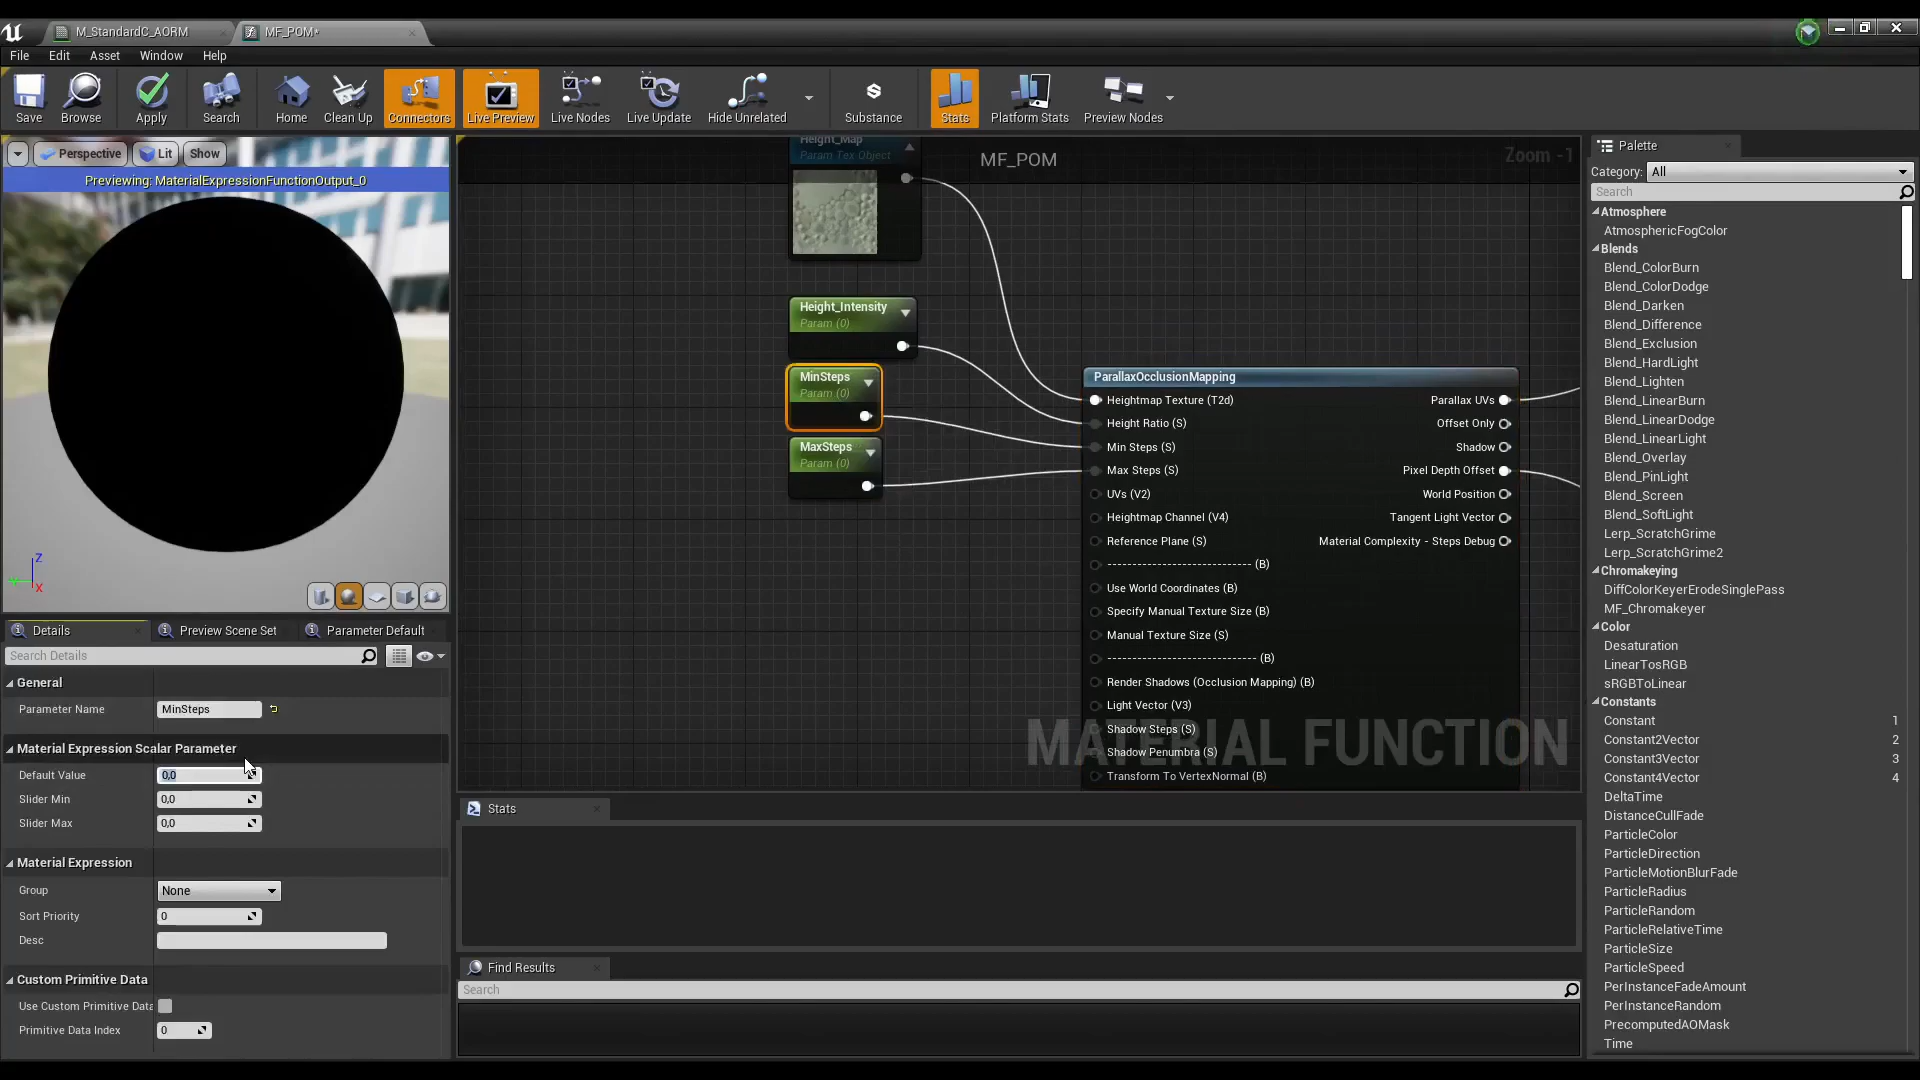 M_StandardC_AORM
MF_POM*
File Edit Asset Window Help
Save Browse Apply Search Home Clean Up Connectors Live Preview Live Nodes Live Update Hide Unrelated Substance Stats Platform Stats Preview Nodes
Perspective Lit Show
Previewing: MaterialExpressionFunctionOutput_0
Z
X
MF_POM
Zoom -1
Height_Map
Param Tex Object
Height_Intensity
Param (0)
MinSteps
Param (0)
MaxSteps
Param (0)
ParallaxOcclusionMapping
Heightmap Texture (T2d) Parallax UVs
Height Ratio (S) Offset Only
Min Steps (S) Shadow
Max Steps (S) Pixel Depth Offset
UVs (V2) World Position
Heightmap Channel (V4) Tangent Light Vector
Reference Plane (S) Material Complexity - Steps Debug
---------------------------- (B)
Use World Coordinates (B)
Specify Manual Texture Size (B)
Manual Texture Size (S)
----------------------------- (B)
Render Shadows (Occlusion Mapping) (B)
Light Vector (V3)
Shadow Steps (S)
Shadow Penumbra (S)
Transform To VertexNormal (B)
MATERIAL FUNCTION
Details Preview Scene Set Parameter Default
Search Details
General
Parameter Name MinSteps
Material Expression Scalar Parameter
Default Value 0,0
Slider Min 0,0
Slider Max 0,0
Material Expression
Group None
Sort Priority 0
Desc
Custom Primitive Data
Use Custom Primitive Data
Primitive Data Index 0
Stats
Find Results
Search
Palette
Category: All
Search
Atmosphere
AtmosphericFogColor
Blends
Blend_ColorBurn
Blend_ColorDodge
Blend_Darken
Blend_Difference
Blend_Exclusion
Blend_HardLight
Blend_Lighten
Blend_LinearBurn
Blend_LinearDodge
Blend_LinearLight
Blend_Overlay
Blend_PinLight
Blend_Screen
Blend_SoftLight
Lerp_ScratchGrime
Lerp_ScratchGrime2
Chromakeying
DiffColorKeyerErodeSinglePass
MF_Chromakeyer
Color
Desaturation
LinearTosRGB
sRGBToLinear
Constants
Constant 1
Constant2Vector 2
Constant3Vector 3
Constant4Vector 4
DeltaTime
DistanceCullFade
ParticleColor
ParticleDirection
ParticleMotionBlurFade
ParticleRadius
ParticleRandom
ParticleRelativeTime
ParticleSize
ParticleSpeed
PerInstanceFadeAmount
PerInstanceRandom
PrecomputedAOMask
Time